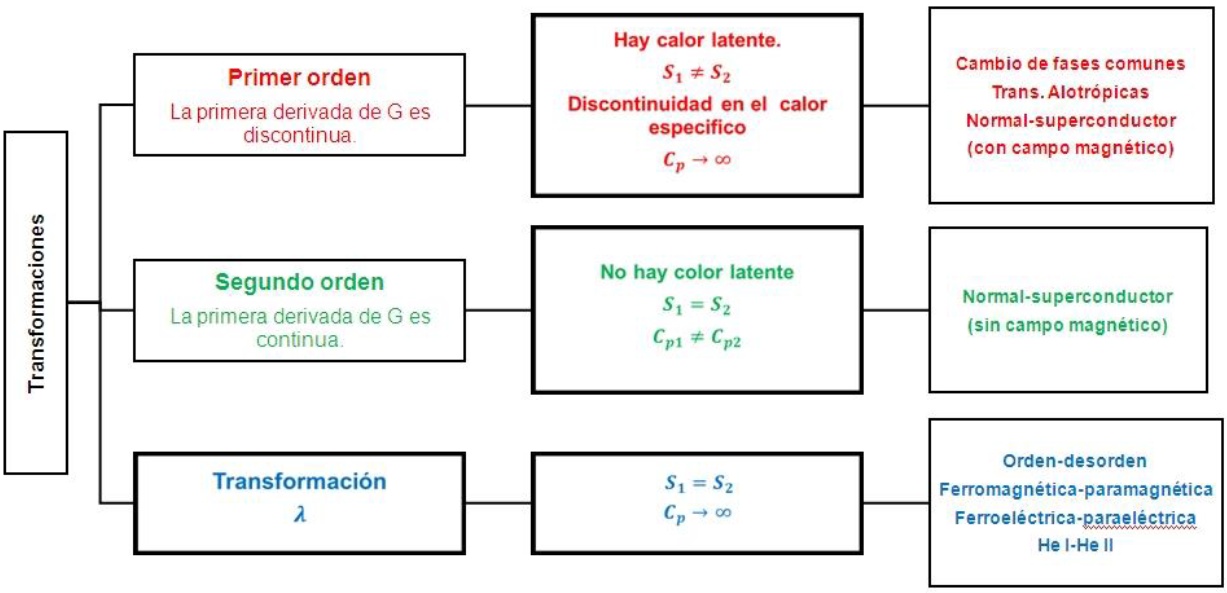 Transformaciones
Primer orden
La primera derivada de G es
discontinua.
Hay calor latente.
S₁ ≠ S₂
Discontinuidad en el calor
especifico
Cₚ → ∞
Cambio de fases comunes
Trans. Alotrópicas
Normal-superconductor
(con campo magnético)
Segundo orden
La primera derivada de G es
continua.
No hay color latente
S₁ = S₂
Cₚ₁ ≠ Cₚ₂
Normal-superconductor
(sin campo magnético)
Transformación
λ
S₁ = S₂
Cₚ → ∞
Orden-desorden
Ferromagnética-paramagnética
Ferroeléctrica-paraeléctrica
He I-He II